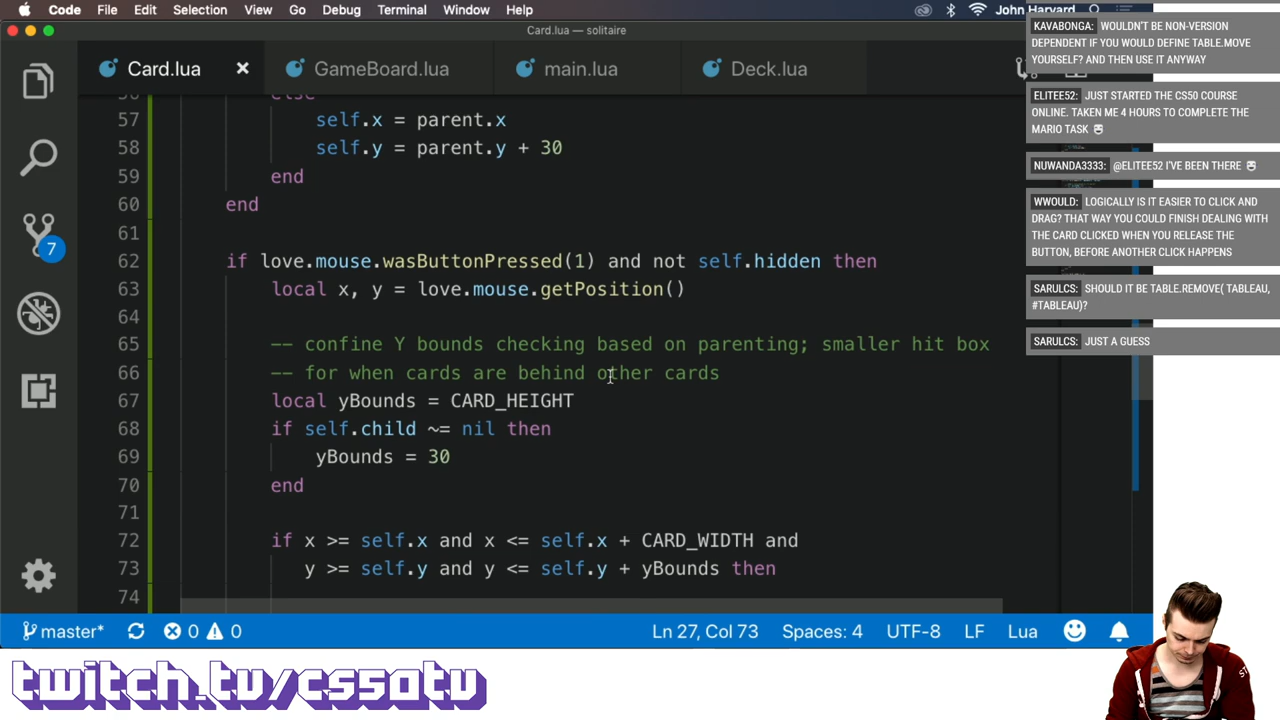 Code File Edit Selection View Go Debug Terminal Window Help John Harvard
Card.lua — solitaire
Card.lua GameBoard.lua main.lua Deck.lua
else
57 self.x = parent.x
58 self.y = parent.y + 30
59 end
60 end
61
62 if love.mouse.wasButtonPressed(1) and not self.hidden then
63 local x, y = love.mouse.getPosition()
64
65 -- confine Y bounds checking based on parenting; smaller hit box
66 -- for when cards are behind other cards
67 local yBounds = CARD_HEIGHT
68 if self.child ~= nil then
69 yBounds = 30
70 end
71
72 if x >= self.x and x <= self.x + CARD_WIDTH and
73 y >= self.y and y <= self.y + yBounds then
74
7
master* 0 0 Ln 27, Col 73 Spaces: 4 UTF-8 LF Lua
KAVABONGA: WOULDN'T BE NON-VERSION
DEPENDENT IF YOU WOULD DEFINE TABLE.MOVE
YOURSELF? AND THEN USE IT ANYWAY
ELITEE52: JUST STARTED THE CS50 COURSE
ONLINE. TAKEN ME 4 HOURS TO COMPLETE THE
MARIO TASK
NUWANDA3333: @ELITEE52 I'VE BEEN THERE
WWOULD: LOGICALLY IS IT EASIER TO CLICK AND
DRAG? THAT WAY YOU COULD FINISH DEALING WITH
THE CARD CLICKED WHEN YOU RELEASE THE
BUTTON, BEFORE ANOTHER CLICK HAPPENS
SARULCS: SHOULD IT BE TABLE.REMOVE( TABLEAU,
#TABLEAU)?
SARULCS: JUST A GUESS
twitch.tv/cs50tv